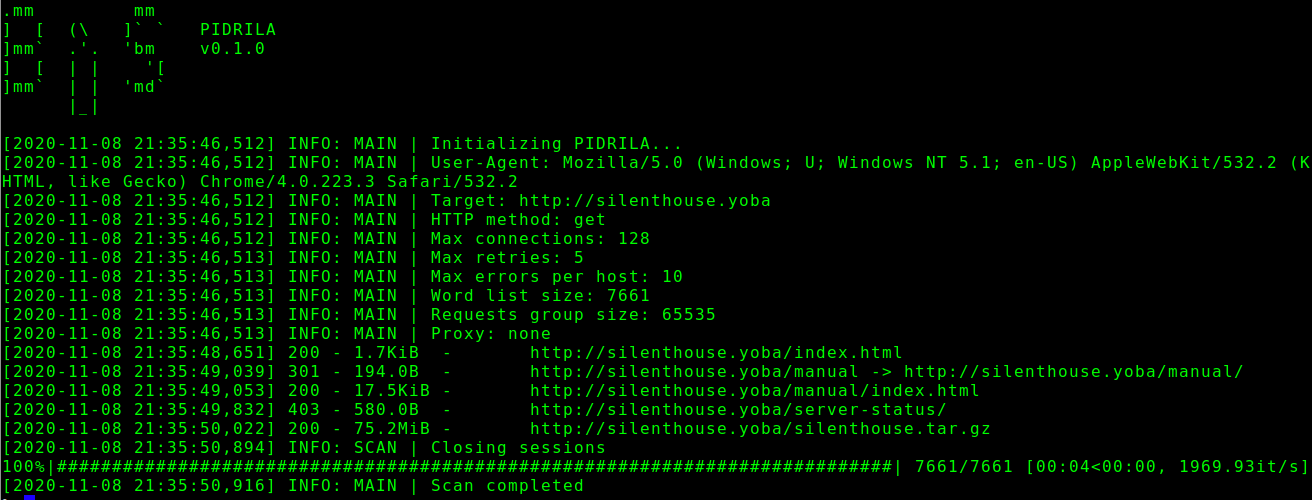 .mm          mm
]  [  (\   ]` `   PIDRILA
]mm`  .'.  'bm    v0.1.0
]  [  | |    '[
]mm`  | |  'md`
      |_|
[2020-11-08 21:35:46,512] INFO: MAIN | Initializing PIDRILA...
[2020-11-08 21:35:46,512] INFO: MAIN | User-Agent: Mozilla/5.0 (Windows; U; Windows NT 5.1; en-US) AppleWebKit/532.2 (K
HTML, like Gecko) Chrome/4.0.223.3 Safari/532.2
[2020-11-08 21:35:46,512] INFO: MAIN | Target: http://silenthouse.yoba
[2020-11-08 21:35:46,512] INFO: MAIN | HTTP method: get
[2020-11-08 21:35:46,512] INFO: MAIN | Max connections: 128
[2020-11-08 21:35:46,513] INFO: MAIN | Max retries: 5
[2020-11-08 21:35:46,513] INFO: MAIN | Max errors per host: 10
[2020-11-08 21:35:46,513] INFO: MAIN | Word list size: 7661
[2020-11-08 21:35:46,513] INFO: MAIN | Requests group size: 65535
[2020-11-08 21:35:46,513] INFO: MAIN | Proxy: none
[2020-11-08 21:35:48,651] 200 - 1.7KiB  -       http://silenthouse.yoba/index.html
[2020-11-08 21:35:49,039] 301 - 194.0B  -       http://silenthouse.yoba/manual -> http://silenthouse.yoba/manual/
[2020-11-08 21:35:49,053] 200 - 17.5KiB -       http://silenthouse.yoba/manual/index.html
[2020-11-08 21:35:49,832] 403 - 580.0B  -       http://silenthouse.yoba/server-status/
[2020-11-08 21:35:50,022] 200 - 75.2MiB -       http://silenthouse.yoba/silenthouse.tar.gz
[2020-11-08 21:35:50,894] INFO: SCAN | Closing sessions
100%|############################################################################| 7661/7661 [00:04<00:00, 1969.93it/s]
[2020-11-08 21:35:50,916] INFO: MAIN | Scan completed